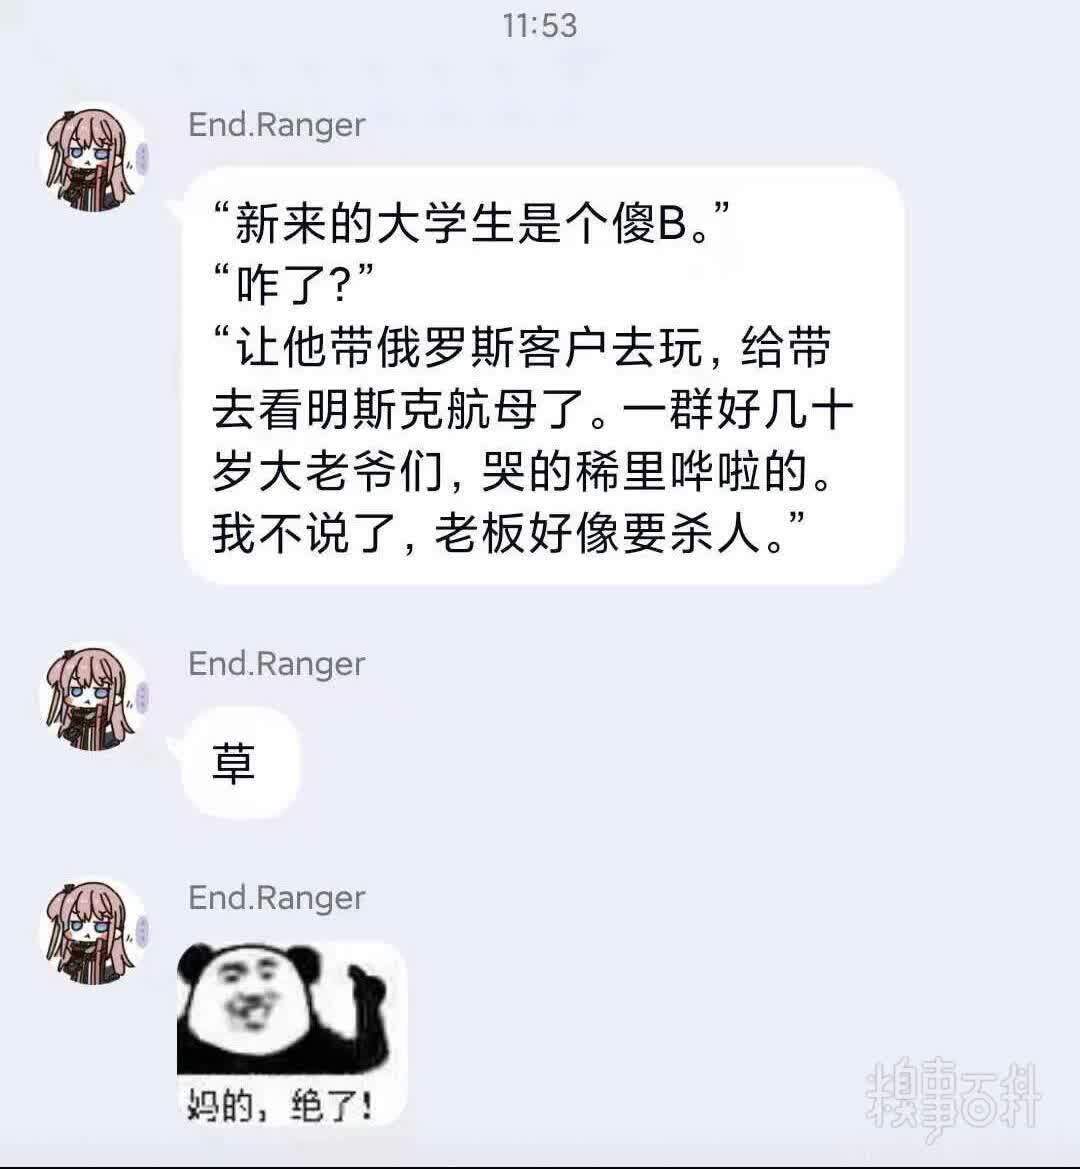 11:53
End.Ranger
“新来的大学生是个傻B。”
“咋了?”
“让他带俄罗斯客户去玩，给带
去看明斯克航母了。一群好几十
岁大老爷们，哭的稀里哗啦的。
我不说了，老板好像要杀人。”
End.Ranger
草
End.Ranger
妈的，绝了!
糗事百科